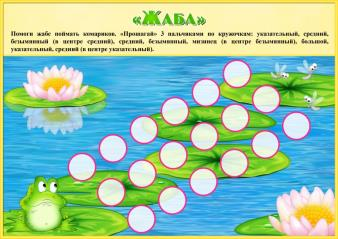 «ЖАБА»
Помоги жабе поймать комариков. «Прошагай» 3 пальчиками по кружочкам: указательный, средний,
безымянный (в центре средний), средний, безымянный, мизинец (в центре безымянный), большой,
указательный, средний (в центре указательный).